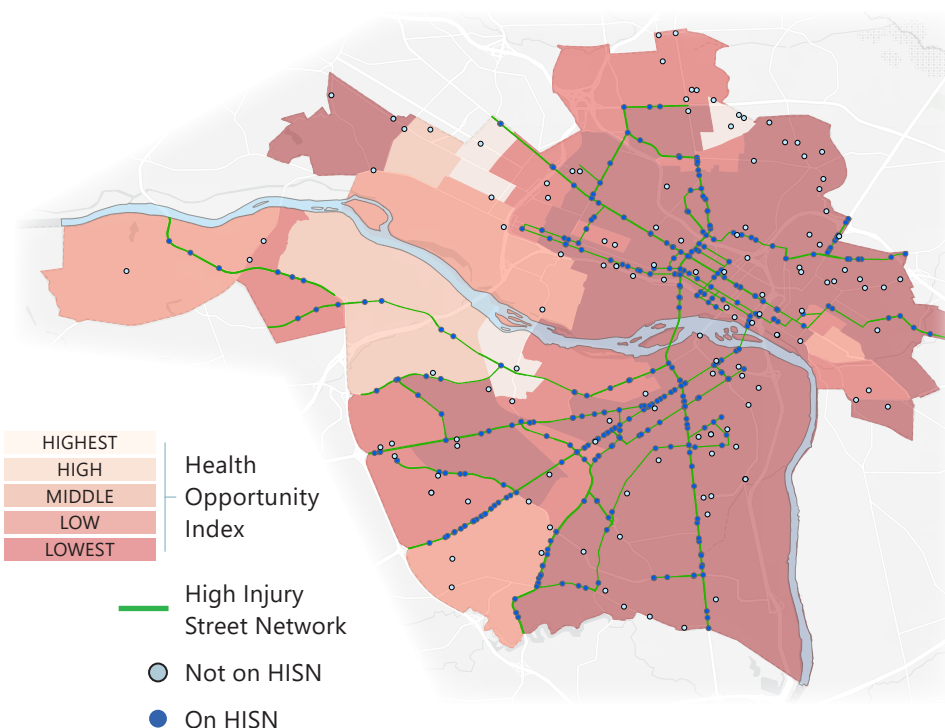 HIGHEST
HIGH
MIDDLE
LOW
LOWEST
Health
Opportunity
Index
High Injury
Street Network
Not on HISN
On HISN